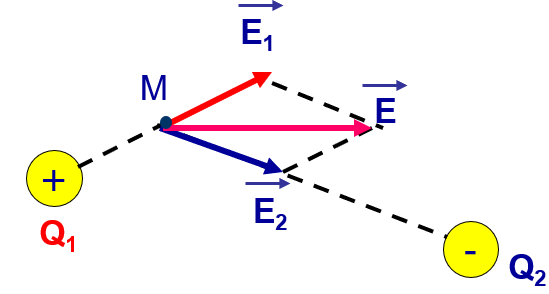 E₁
M
E
+
E₂
Q₁
-
Q₂